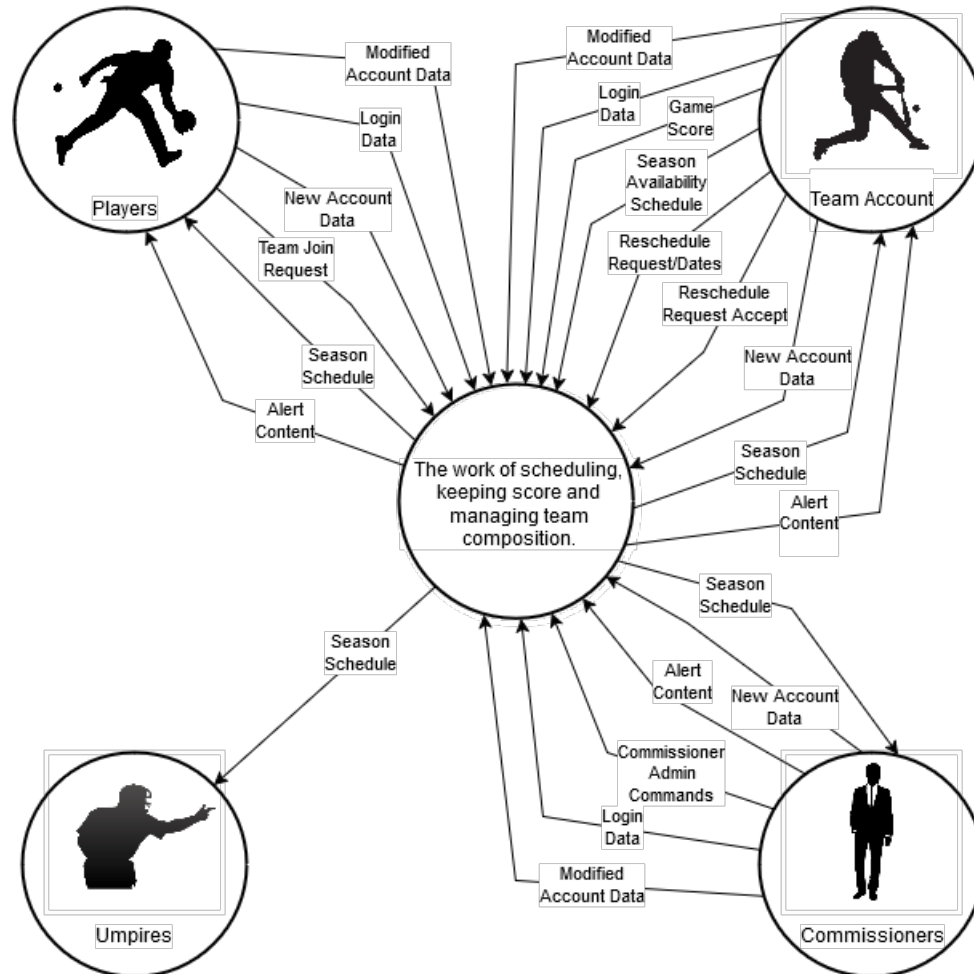 Modified
Account Data
Login
Data
New Account
Data
Team Join
Request
Season
Schedule
Alert
Content
Players
Modified
Account Data
Login
Data
Game
Score
Season
Availability
Schedule
Reschedule
Request/Dates
Reschedule
Request Accept
New Account
Data
Season
Schedule
Alert
Content
Team Account
The work of scheduling,
keeping score and
managing team
composition.
Season
Schedule
Umpires
Season
Schedule
New Account
Data
Alert
Content
Commissioner
Admin
Commands
Login
Data
Modified
Account Data
Commissioners